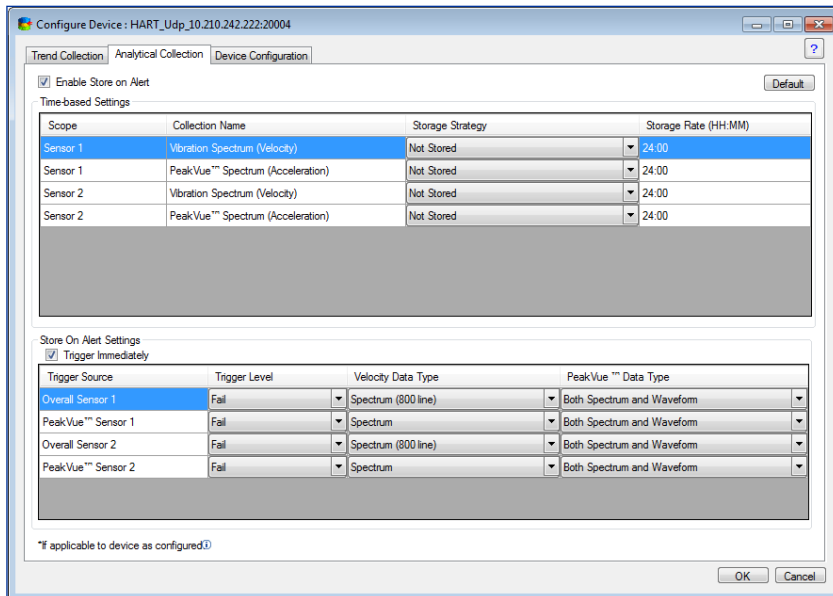 Configure Device : HART_Udp_10.210.242.222:20004
Trend Collection Analytical Collection Device Configuration ?
Enable Store on Alert Default
Time-based Settings
Scope Collection Name Storage Strategy Storage Rate (HH:MM)
Sensor 1 Vibration Spectrum (Velocity) Not Stored 24:00
Sensor 1 PeakVue™ Spectrum (Acceleration) Not Stored 24:00
Sensor 2 Vibration Spectrum (Velocity) Not Stored 24:00
Sensor 2 PeakVue™ Spectrum (Acceleration) Not Stored 24:00
Store On Alert Settings
Trigger Immediately
Trigger Source Trigger Level Velocity Data Type PeakVue ™ Data Type
Overall Sensor 1 Fail Spectrum (800 line) Both Spectrum and Waveform
PeakVue™ Sensor 1 Fail Spectrum Both Spectrum and Waveform
Overall Sensor 2 Fail Spectrum (800 line) Both Spectrum and Waveform
PeakVue™ Sensor 2 Fail Spectrum Both Spectrum and Waveform
*If applicable to device as configured
OK Cancel